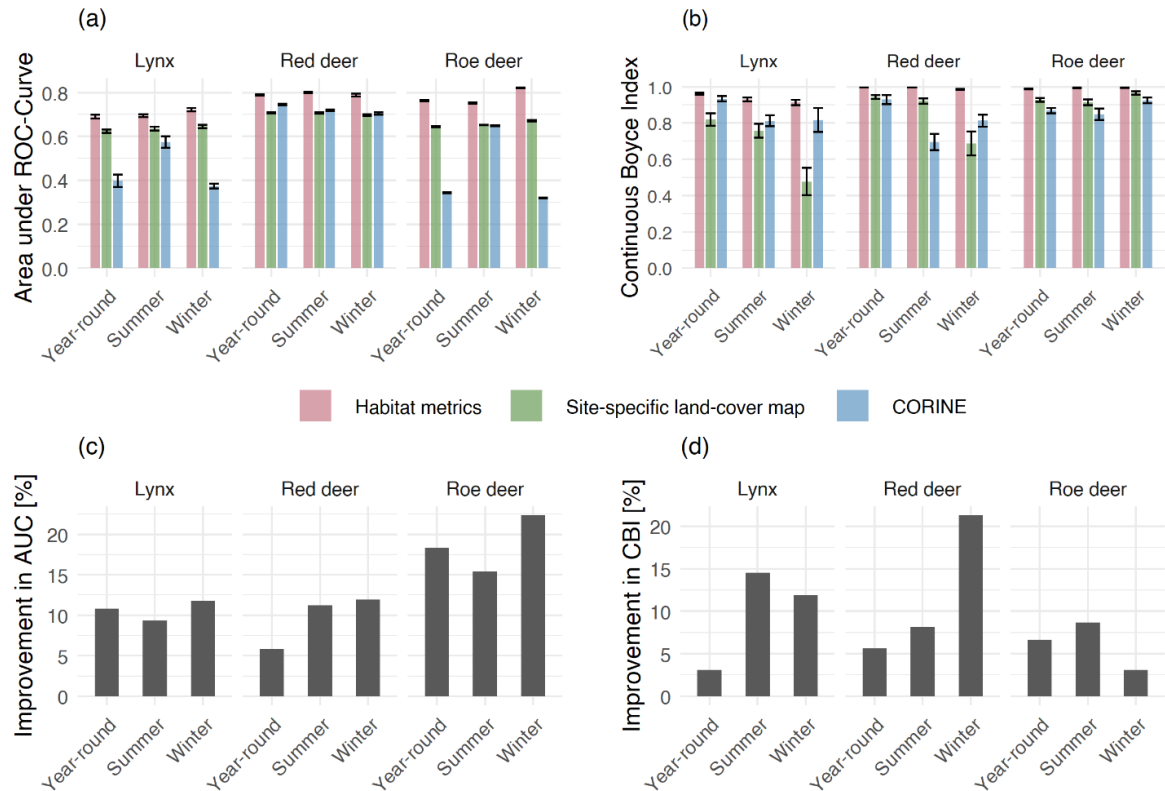 (a)
Lynx Red deer Roe deer
Area under ROC-Curve
0.8
0.6
0.4
0.2
0.0
Year-round Summer Winter Year-round Summer Winter Year-round Summer Winter
(b)
Lynx Red deer Roe deer
Continuous Boyce Index
1.0
0.8
0.6
0.4
0.2
0.0
Year-round Summer Winter Year-round Summer Winter Year-round Summer Winter
Habitat metrics Site-specific land-cover map CORINE
(c)
Lynx Red deer Roe deer
Improvement in AUC [%]
20
15
10
5
0
Year-round Summer Winter Year-round Summer Winter Year-round Summer Winter
(d)
Lynx Red deer Roe deer
Improvement in CBI [%]
20
15
10
5
0
Year-round Summer Winter Year-round Summer Winter Year-round Summer Winter